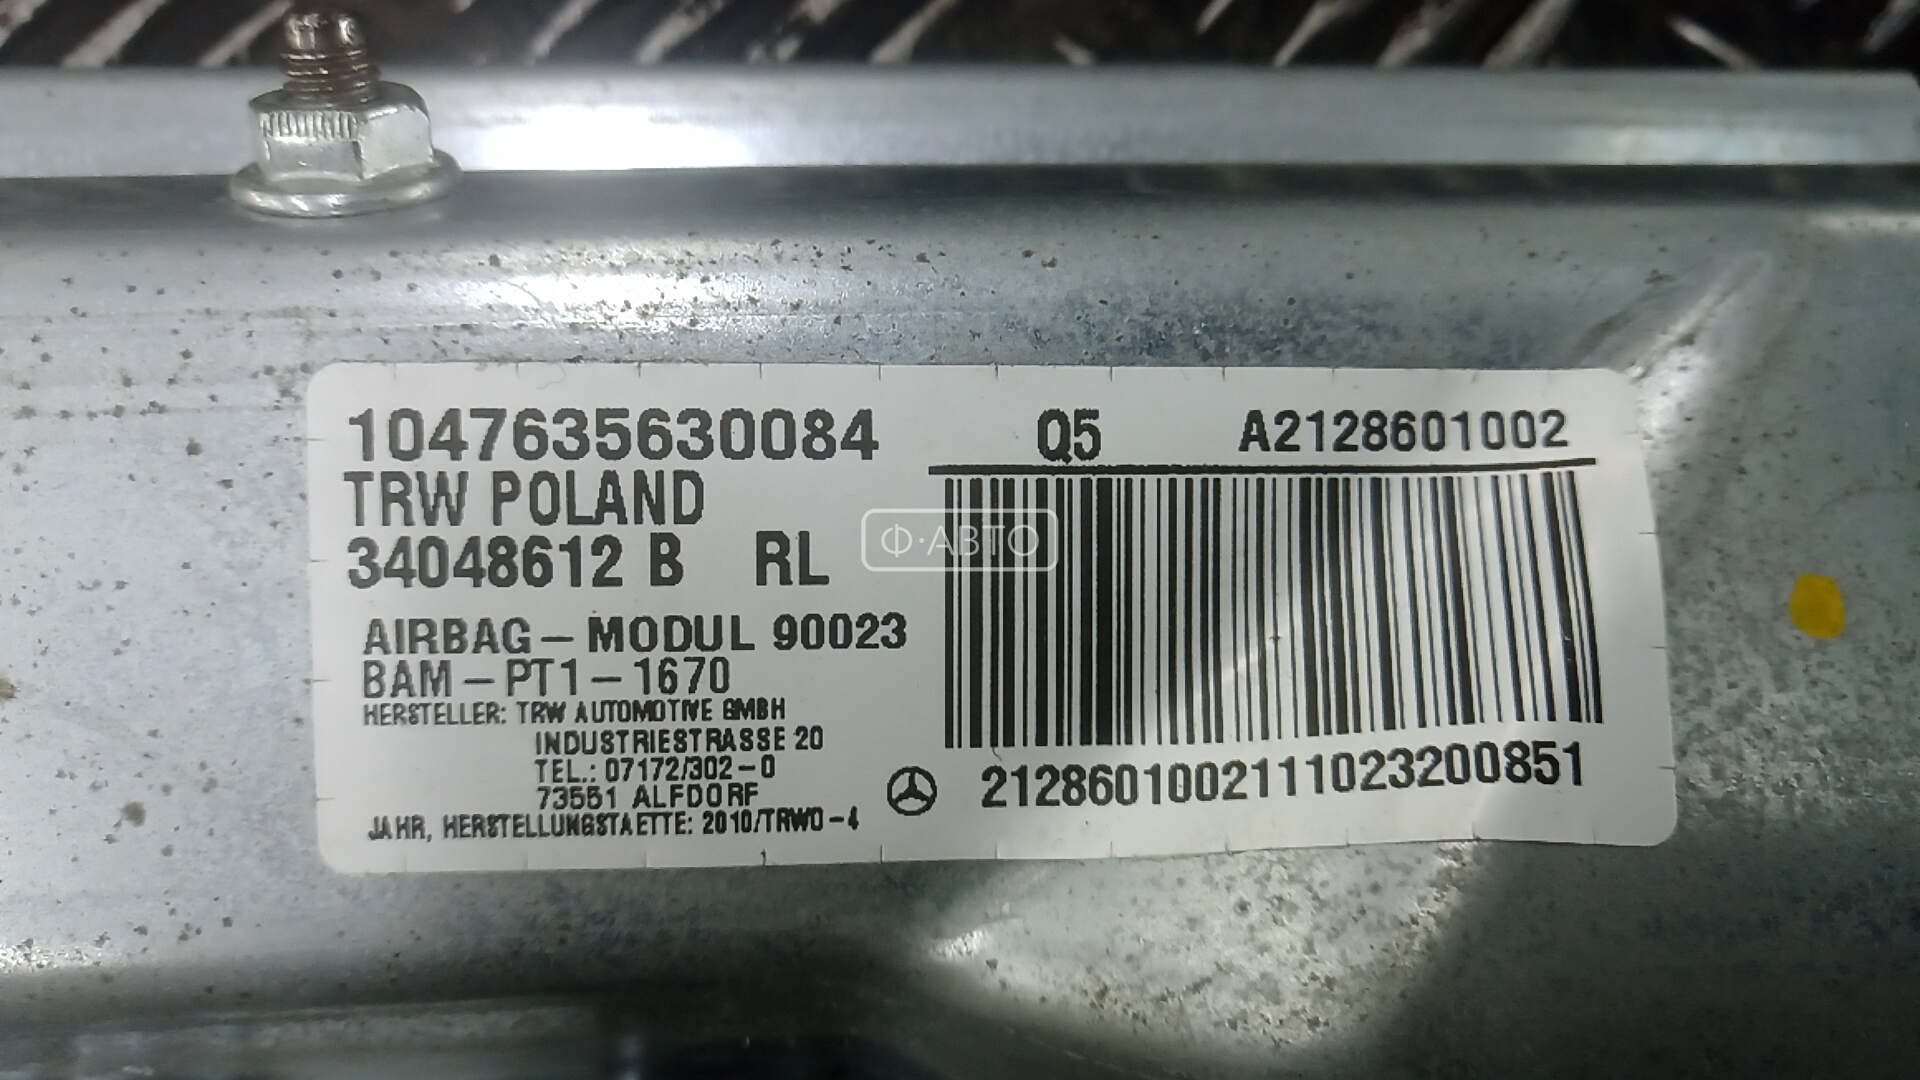 1047635630084
Q5
A2128601002
TRW POLAND
34048612 B RL
Ф·АВТО
AIRBAG – MODUL 90023
BAM – PT1 – 1670
HERSTELLER: TRW AUTOMOTIVE GMBH
INDUSTRIESTRASSE 20
TEL.: 07172/302-0
73551 ALFDORF
JAHR, HERSTELLUNGSTAETTE: 2010/TRWO-4
2128601002111023200851